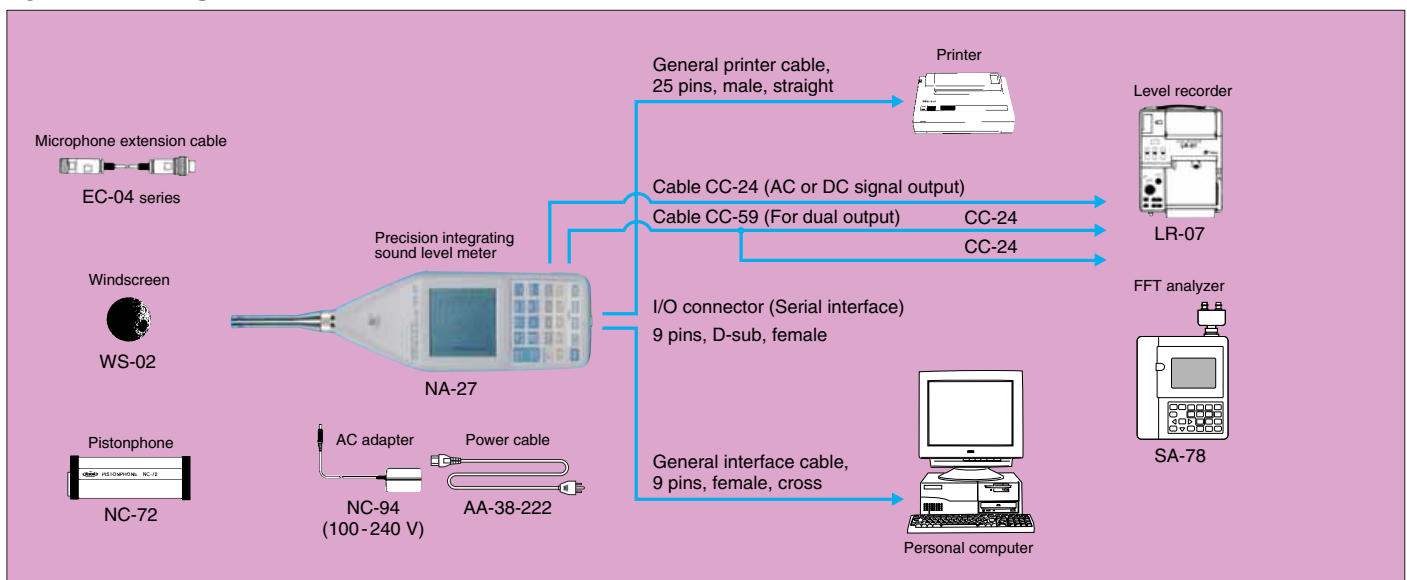 General printer cable,
25 pins, male, straight
Printer
Level recorder
Microphone extension cable
EC-04 series
Cable CC-24 (AC or DC signal output)
Cable CC-59 (For dual output)
CC-24
CC-24
LR-07
Precision integrating
sound level meter
Windscreen
WS-02
I/O connector (Serial interface)
9 pins, D-sub, female
FFT analyzer
NA-27
Pistonphone
PISTONPHONE NC-72
NC-72
AC adapter
NC-94
(100-240 V)
Power cable
AA-38-222
General interface cable,
9 pins, female, cross
SA-78
Personal computer